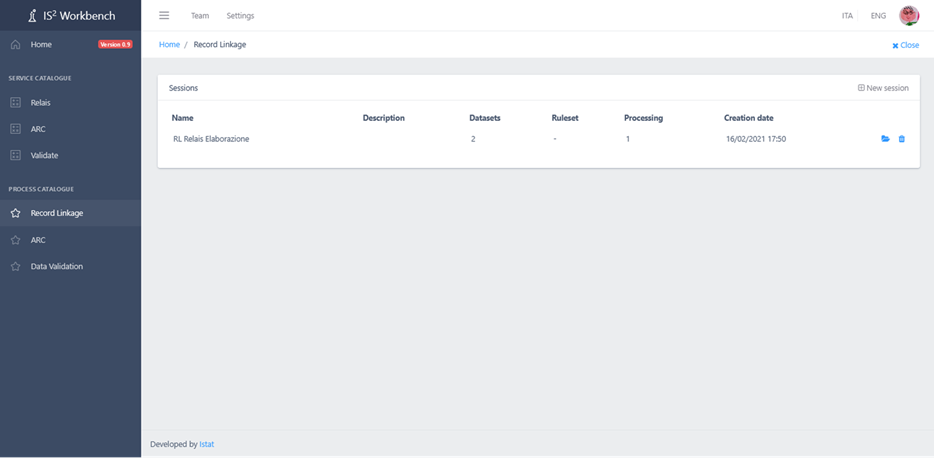 IS² Workbench
Team
Settings
ITA
ENG
Home
Version 0.9
Home / Record Linkage
Close
SERVICE CATALOGUE
Relais
ARC
Validate
PROCESS CATALOGUE
Record Linkage
ARC
Data Validation
Sessions
New session
Name Description Datasets Ruleset Processing Creation date
RL Relais Elaborazione 2 - 1 16/02/2021 17:50
Developed by Istat